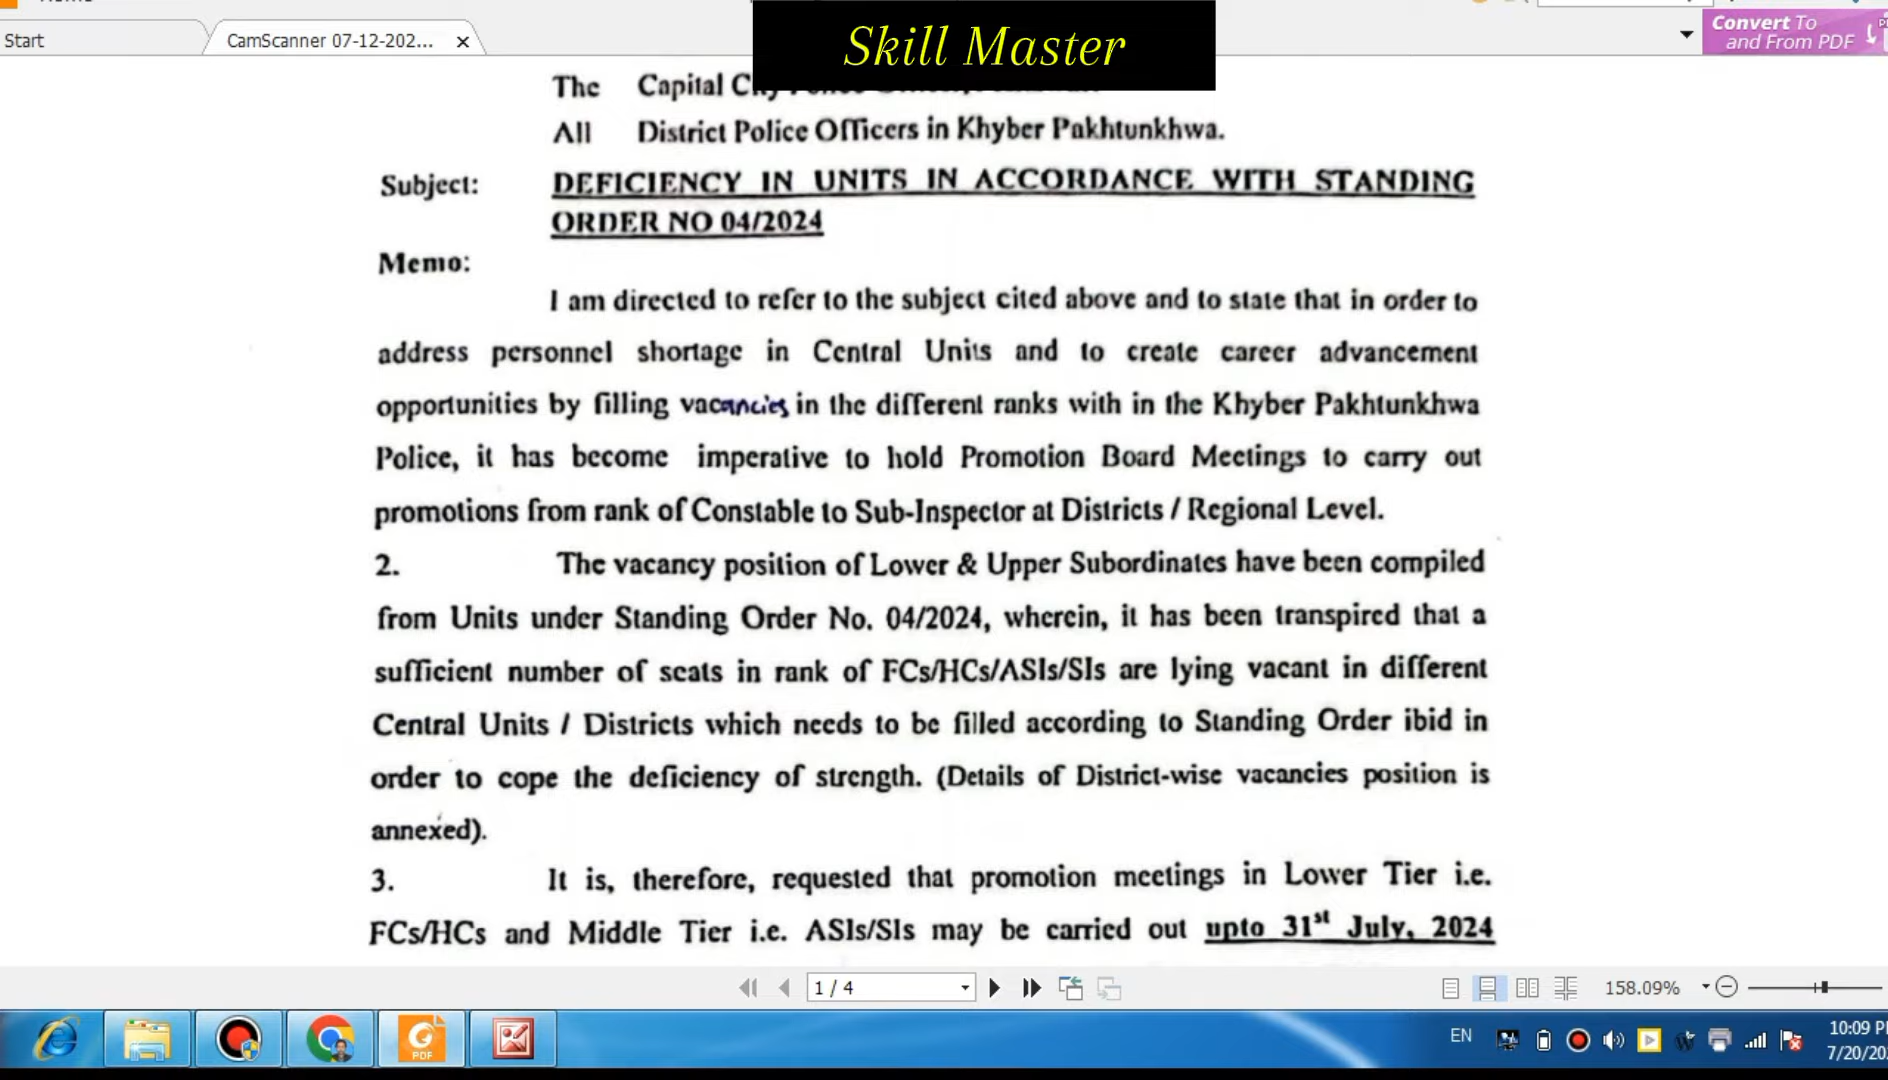 Skill Master
Start
CamScanner 07-12-202...
Convert To
and From PDF
The Capital City
All District Police Officers in Khyber Pakhtunkhwa.
Subject: DEFICIENCY IN UNITS IN ACCORDANCE WITH STANDING
ORDER NO 04/2024
Memo:
I am directed to refer to the subject cited above and to state that in order to
address personnel shortage in Central Units and to create career advancement
opportunities by filling vacancies in the different ranks with in the Khyber Pakhtunkhwa
Police, it has become imperative to hold Promotion Board Meetings to carry out
promotions from rank of Constable to Sub-Inspector at Districts / Regional Level.
2. The vacancy position of Lower & Upper Subordinates have been compiled
from Units under Standing Order No. 04/2024, wherein, it has been transpired that a
sufficient number of seats in rank of FCs/HCs/ASIs/SIs are lying vacant in different
Central Units / Districts which needs to be filled according to Standing Order ibid in
order to cope the deficiency of strength. (Details of District-wise vacancies position is
annexed).
3. It is, therefore, requested that promotion meetings in Lower Tier i.e.
FCs/HCs and Middle Tier i.e. ASIs/SIs may be carried out upto 31st July, 2024
1 / 4
158.09%
PDF
EN
10:09 P
7/20/20